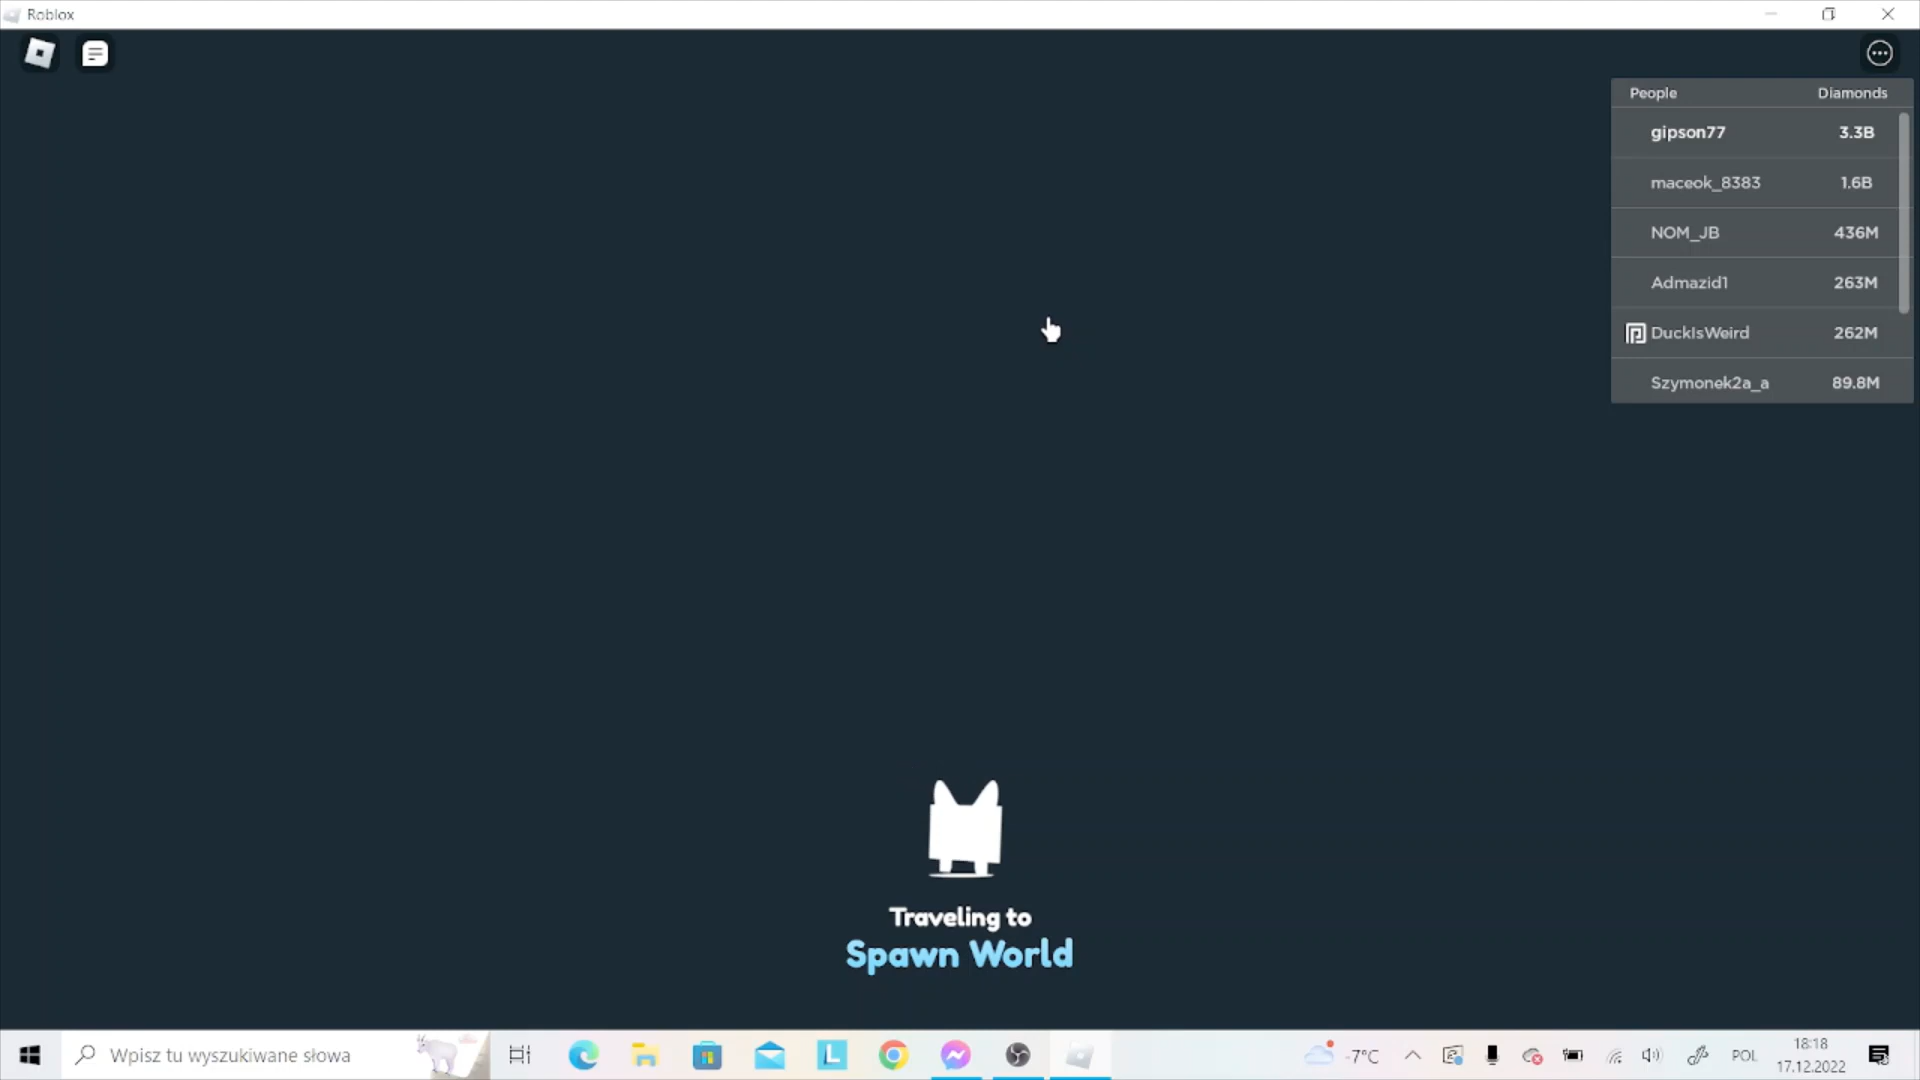 Roblox
People Diamonds
gipson77 3.3B
maceok_8383 1.6B
NOM_JB 436M
Admazid1 263M
DuckIsWeird 262M
Szymonek2a_a 89.8M
Traveling to
Spawn World
Wpisz tu wyszukiwane słowa
L
-7°C
POL
18:18
17.12.2022